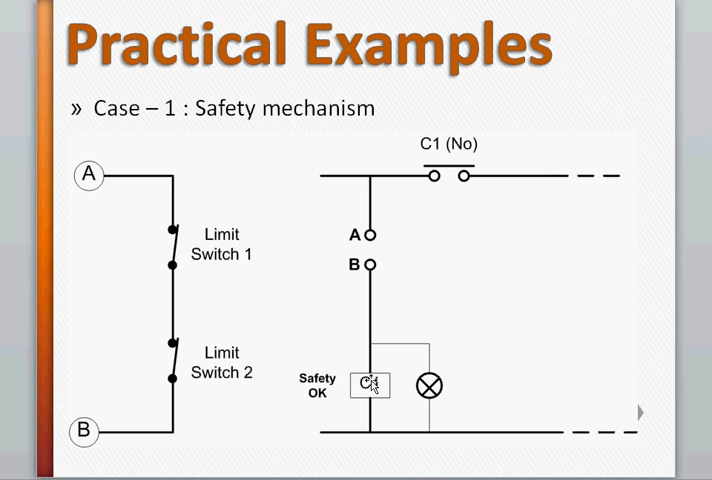 Practical Examples
» Case – 1 : Safety mechanism
C1 (No)
A
Limit
Switch 1
A
B
Limit
Switch 2
Safety
OK
B